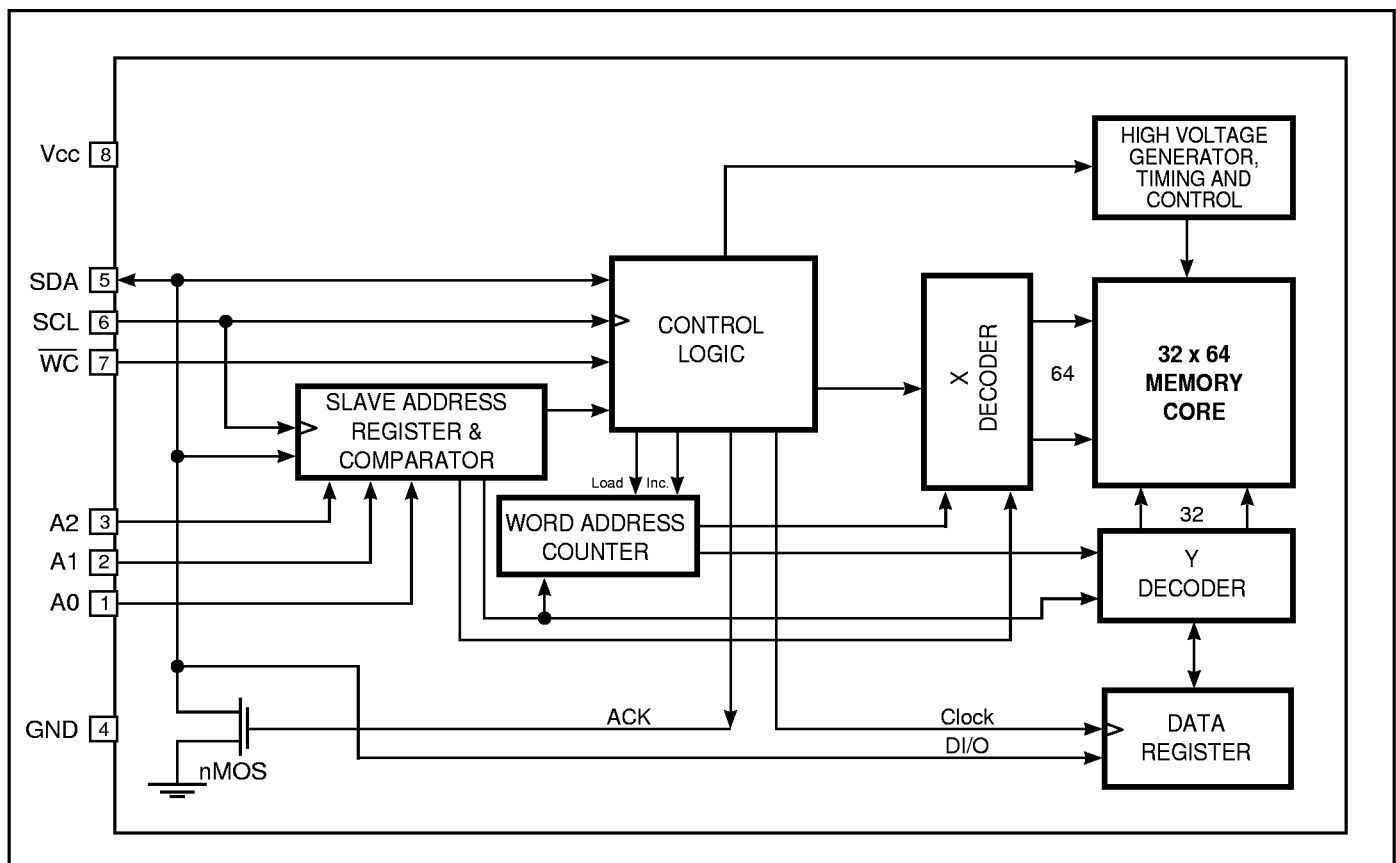 Vcc 8
HIGH VOLTAGE
GENERATOR,
TIMING AND
CONTROL
SDA 5
SCL 6
WC 7
CONTROL
LOGIC
X
DECODER
64
32 x 64
MEMORY
CORE
SLAVE ADDRESS
REGISTER &
COMPARATOR
Load Inc.
A2 3
A1 2
A0 1
WORD ADDRESS
COUNTER
32
Y
DECODER
GND 4
nMOS
ACK
Clock
DI/O
DATA
REGISTER